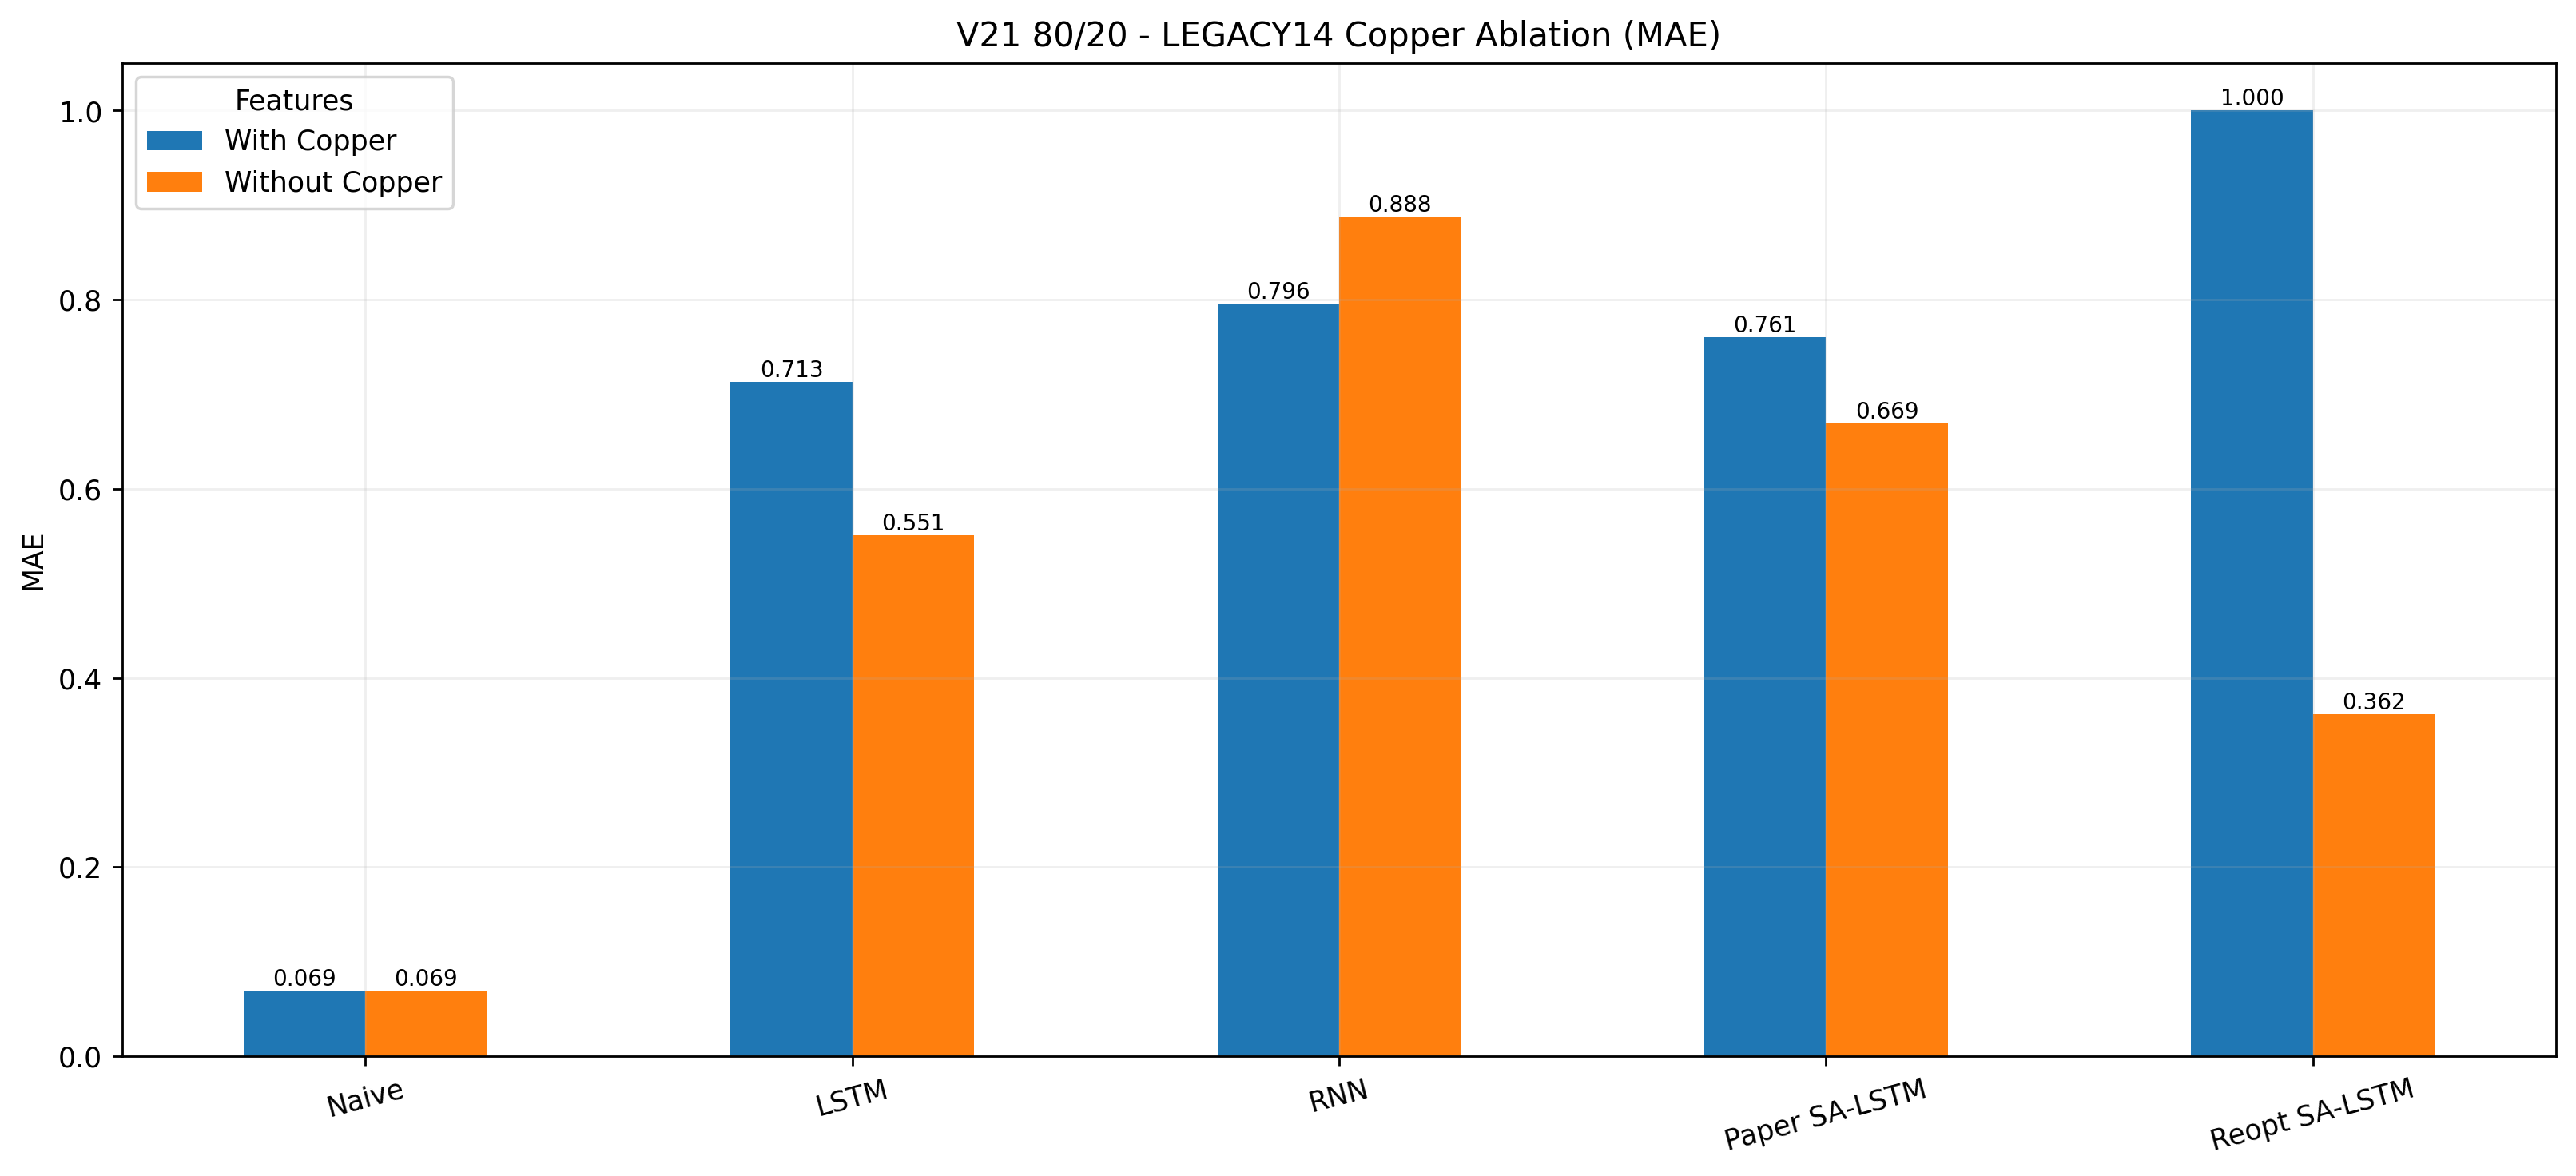 V21 80/20 - LEGACY14 Copper Ablation (MAE)
Features
With Copper
Without Copper
MAE
1.0
0.8
0.6
0.4
0.2
0.0
0.069
0.069
0.713
0.551
0.796
0.888
0.761
0.669
1.000
0.362
Naive
LSTM
RNN
Paper SA-LSTM
Reopt SA-LSTM